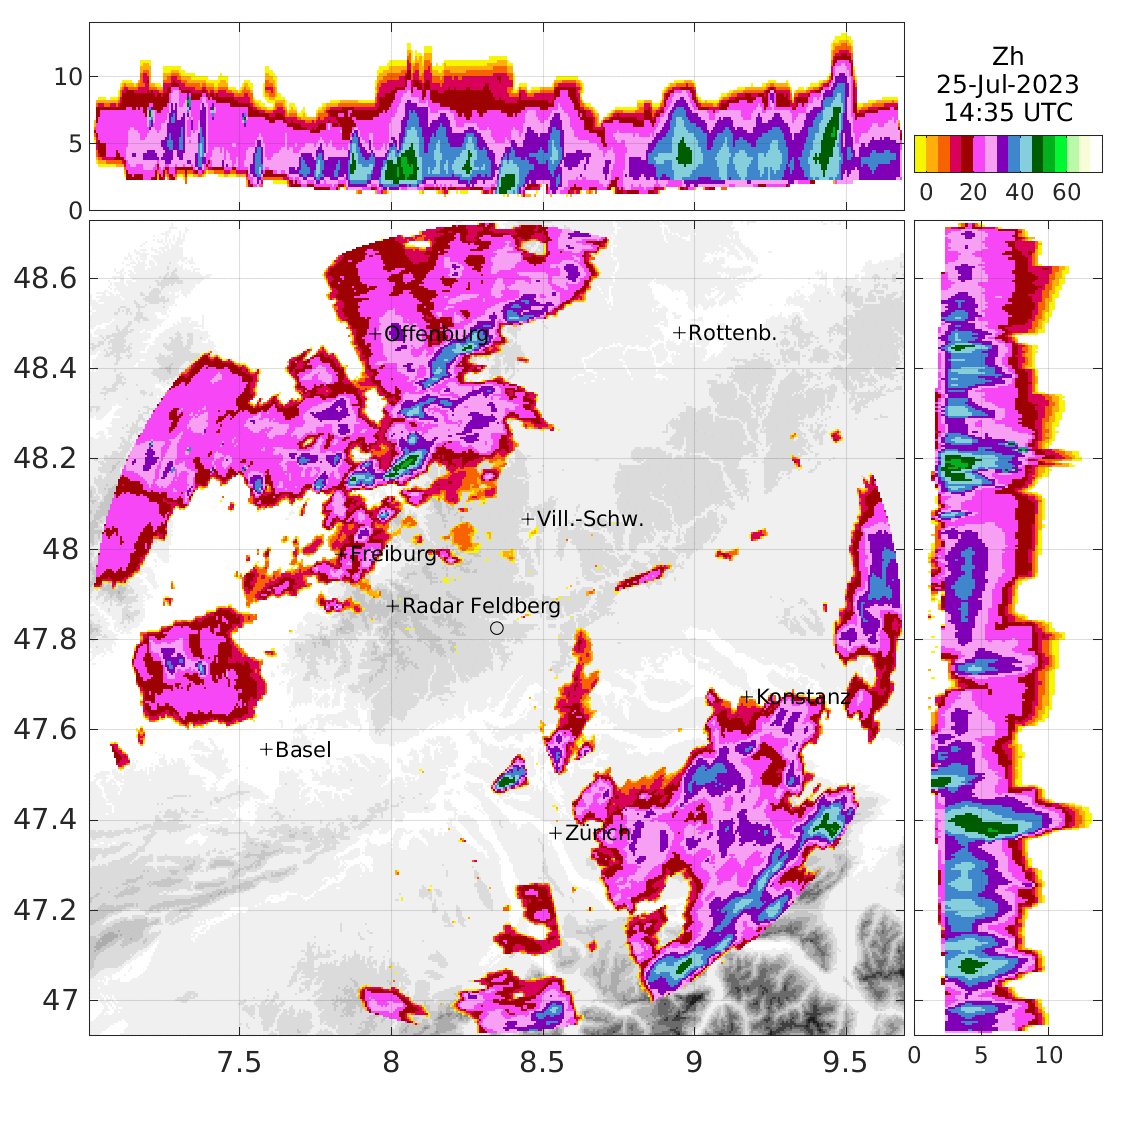 10
5
0
Zh
25-Jul-2023
14:35 UTC
0 20 40 60
48.6
48.4
48.2
48
47.8
47.6
47.4
47.2
47
Offenburg
Rottenb.
Vill.-Schw.
Freiburg
Radar Feldberg
Konstanz
Basel
Zürich
7.5 8 8.5 9 9.5
0 5 10